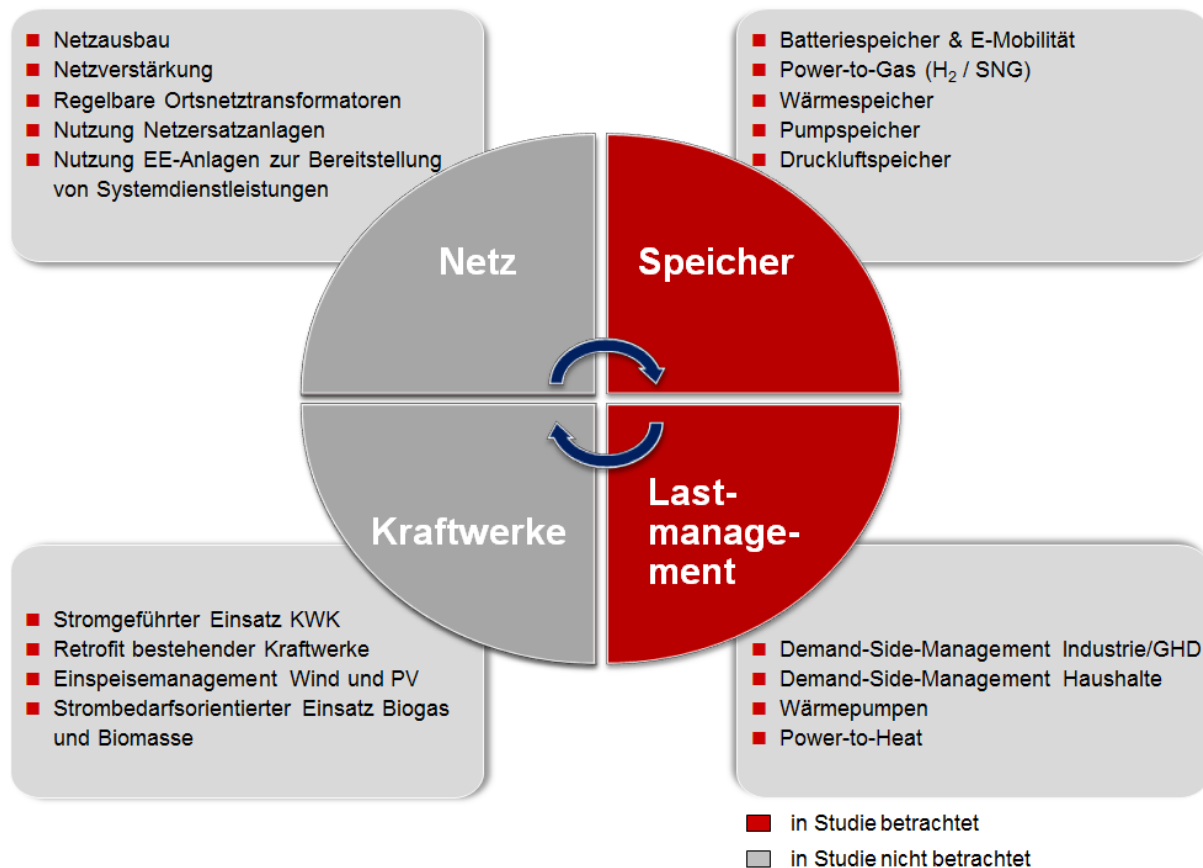 Netzausbau
Netzverstärkung
Regelbare Ortsnetztransformatoren
Nutzung Netzersatzanlagen
Nutzung EE-Anlagen zur Bereitstellung
von Systemdienstleistungen
Batteriespeicher & E-Mobilität
Power-to-Gas (H₂ / SNG)
Wärmespeicher
Pumpspeicher
Druckluftspeicher
Netz
Speicher
Kraftwerke
Last-
manage-
ment
Stromgeführter Einsatz KWK
Retrofit bestehender Kraftwerke
Einspeisemanagement Wind und PV
Strombedarfsorientierter Einsatz Biogas
und Biomasse
Demand-Side-Management Industrie/GHD
Demand-Side-Management Haushalte
Wärmepumpen
Power-to-Heat
in Studie betrachtet
in Studie nicht betrachtet